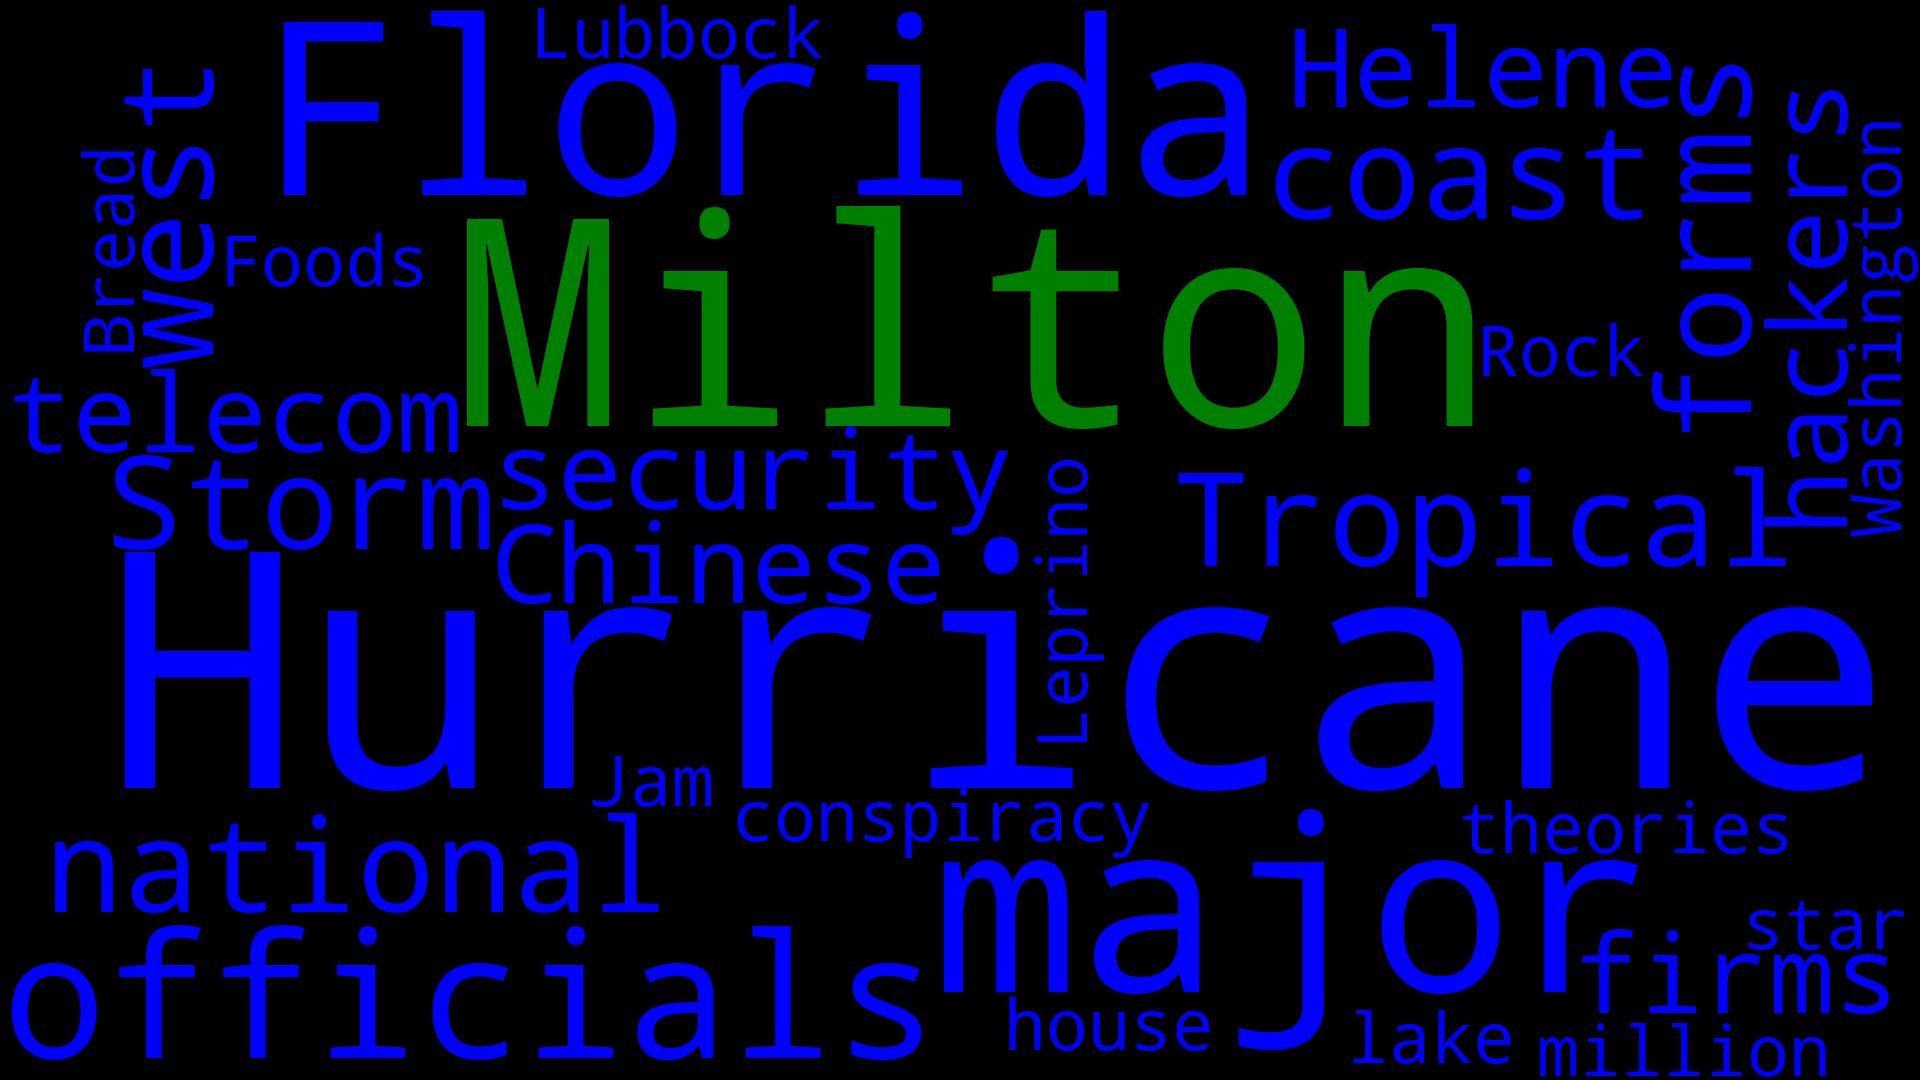 Lubbock
Florida
Helene
coast
West
Bread
Foods
Milton
Rock
forms
hackers
Washington
telecom
Storm
security
Chinese
Leprino
Tropical
Hurricane
Jam
conspiracy
theories
national
major
officials
star
firms
house
lake
million